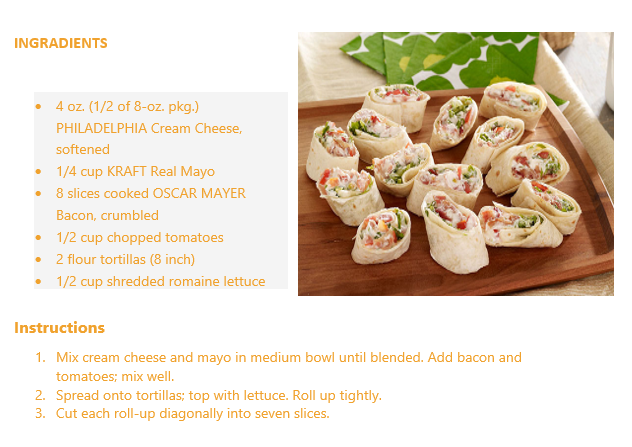 INGRADIENTS
• 4 oz. (1/2 of 8-oz. pkg.)
PHILADELPHIA Cream Cheese,
softened
• 1/4 cup KRAFT Real Mayo
• 8 slices cooked OSCAR MAYER
Bacon, crumbled
• 1/2 cup chopped tomatoes
• 2 flour tortillas (8 inch)
• 1/2 cup shredded romaine lettuce
Instructions
1. Mix cream cheese and mayo in medium bowl until blended. Add bacon and
tomatoes; mix well.
2. Spread onto tortillas; top with lettuce. Roll up tightly.
3. Cut each roll-up diagonally into seven slices.